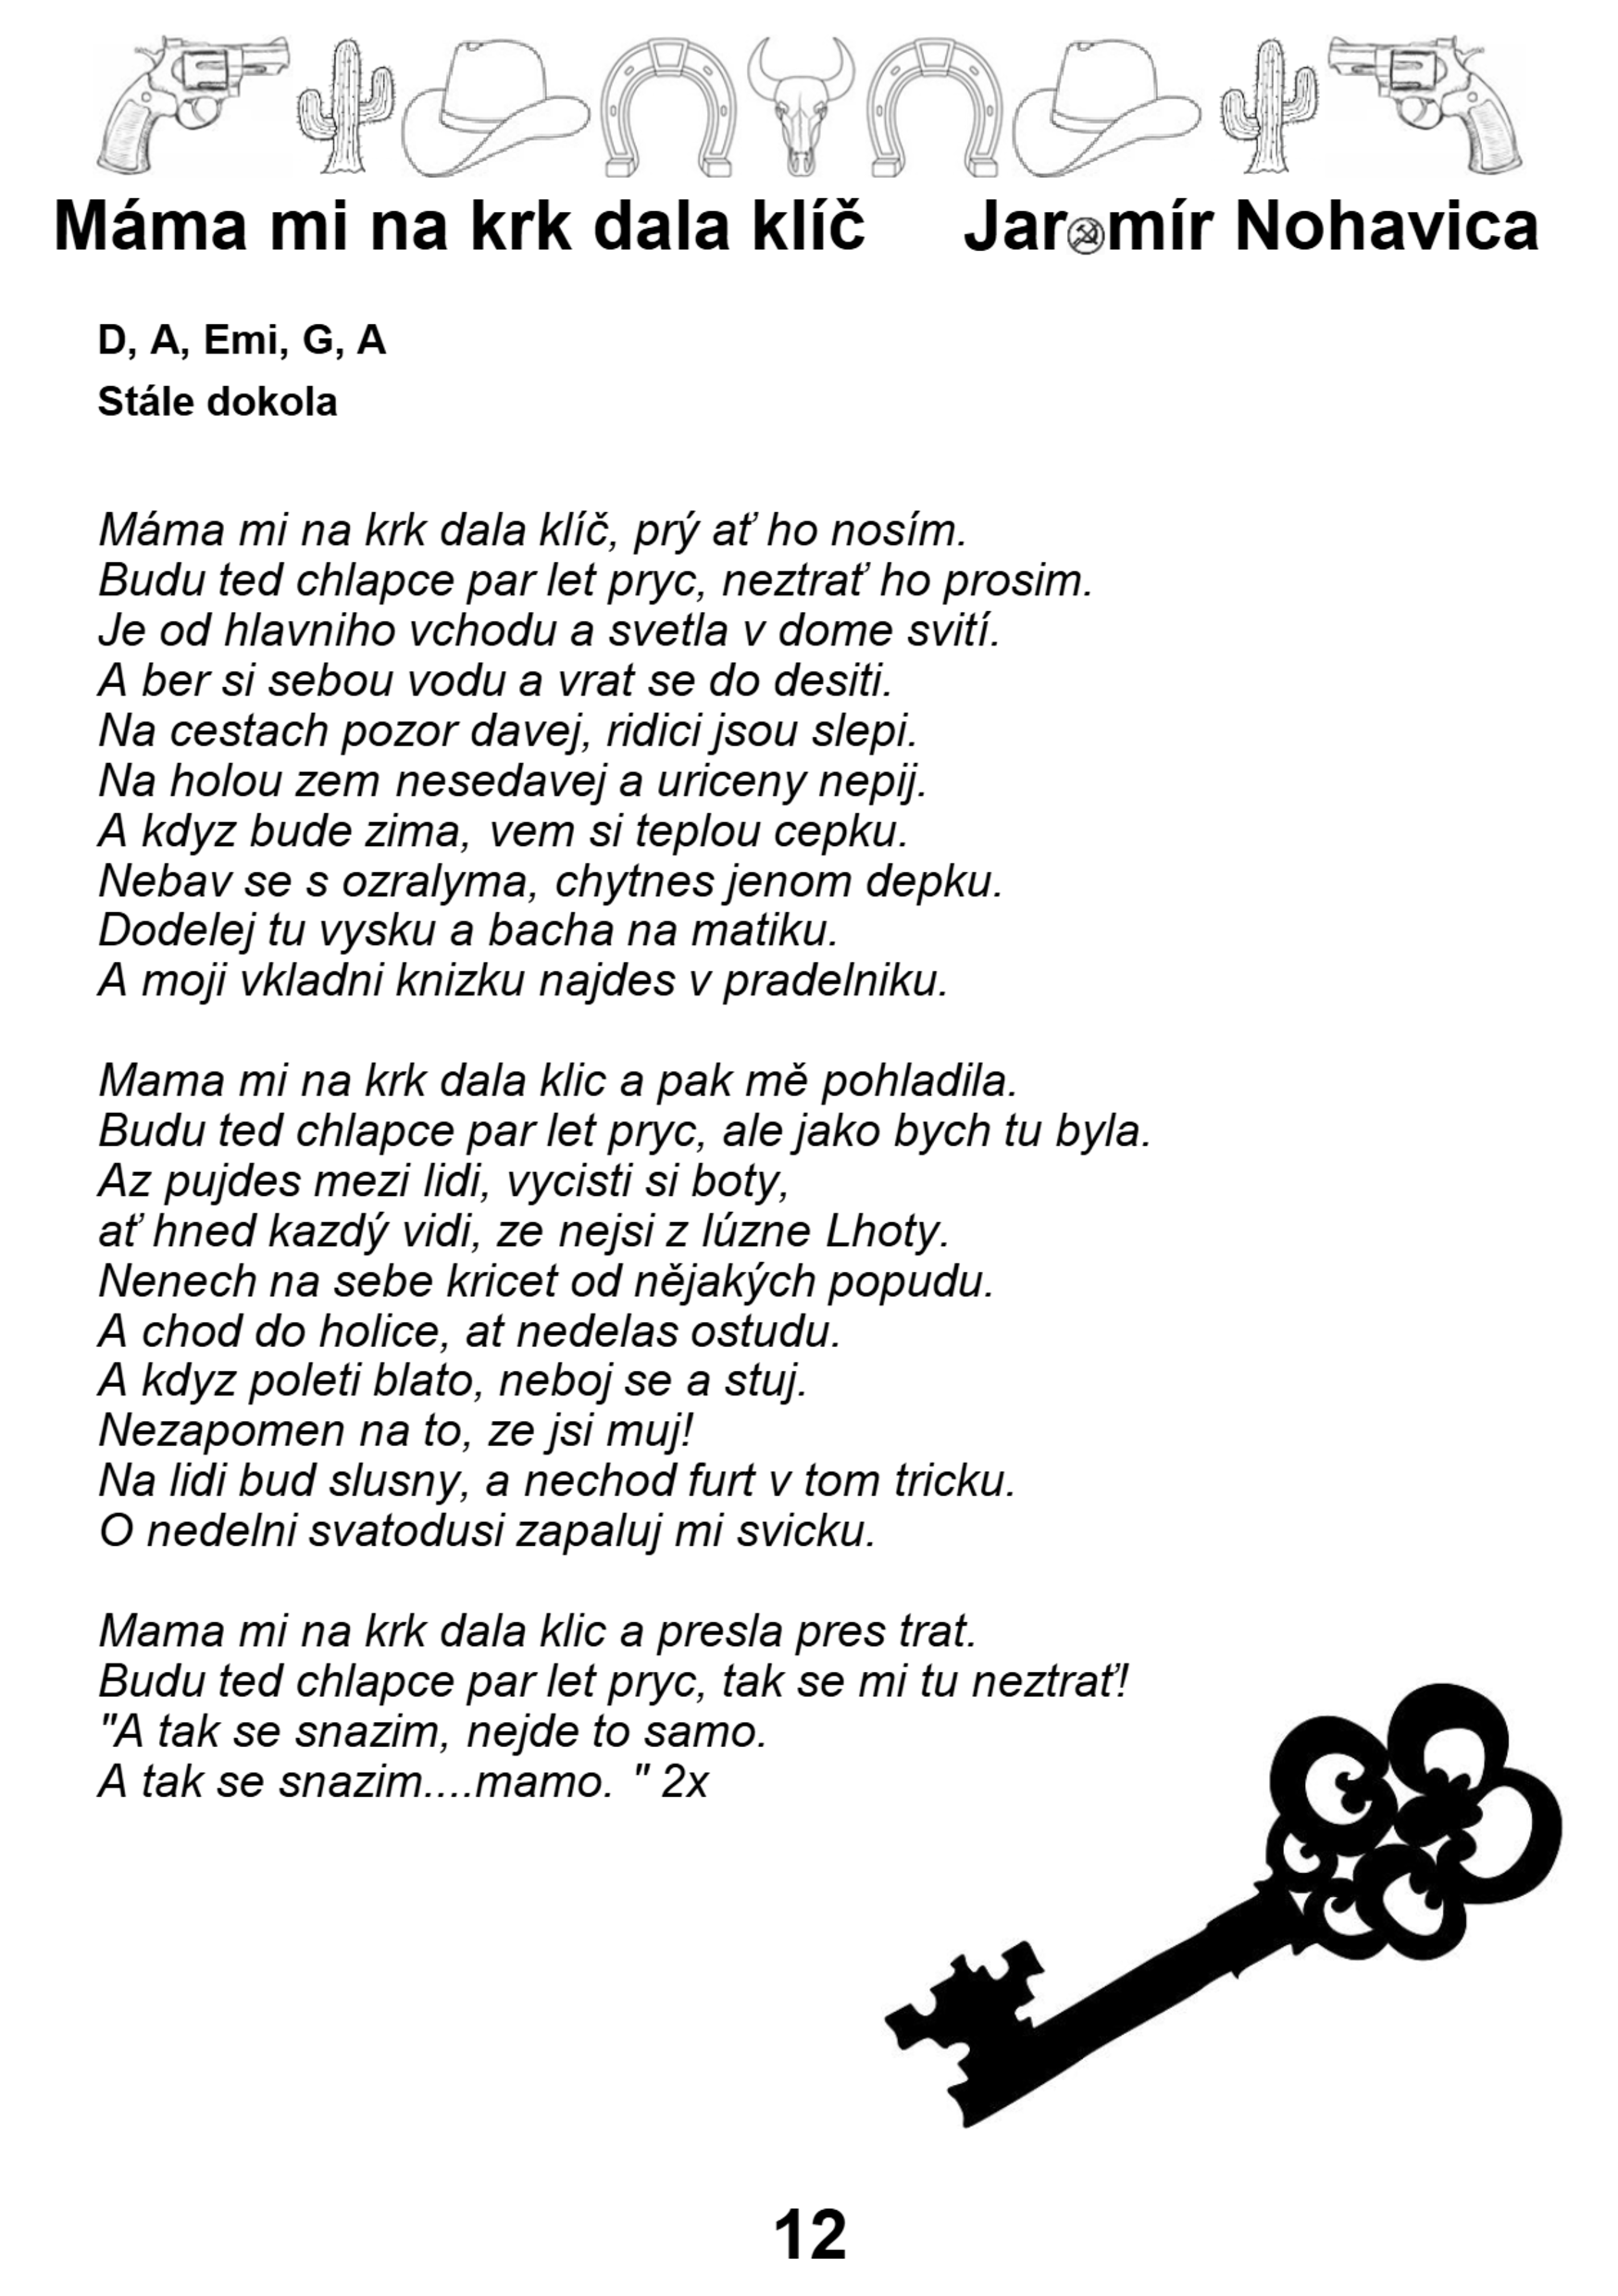 Máma mi na krk dala klíč Jar☭mír Nohavica
D, A, Emi, G, A
Stále dokola
Máma mi na krk dala klíč, prý ať ho nosím.
Budu ted chlapce par let pryc, neztrať ho prosim.
Je od hlavniho vchodu a svetla v dome svití.
A ber si sebou vodu a vrat se do desiti.
Na cestach pozor davej, ridici jsou slepi.
Na holou zem nesedavej a uriceny nepij.
A kdyz bude zima, vem si teplou cepku.
Nebav se s ozralyma, chytnes jenom depku.
Dodelej tu vysku a bacha na matiku.
A moji vkladni knizku najdes v pradelniku.
Mama mi na krk dala klic a pak mě pohladila.
Budu ted chlapce par let pryc, ale jako bych tu byla.
Az pujdes mezi lidi, vycisti si boty,
ať hned kazdý vidi, ze nejsi z lúzne Lhoty.
Nenech na sebe kricet od nějakých popudu.
A chod do holice, at nedelas ostudu.
A kdyz poleti blato, neboj se a stuj.
Nezapomen na to, ze jsi muj!
Na lidi bud slusny, a nechod furt v tom tricku.
O nedelni svatodusi zapaluj mi svicku.
Mama mi na krk dala klic a presla pres trat.
Budu ted chlapce par let pryc, tak se mi tu neztrať!
"A tak se snazim, nejde to samo.
A tak se snazim....mamo. " 2x
12